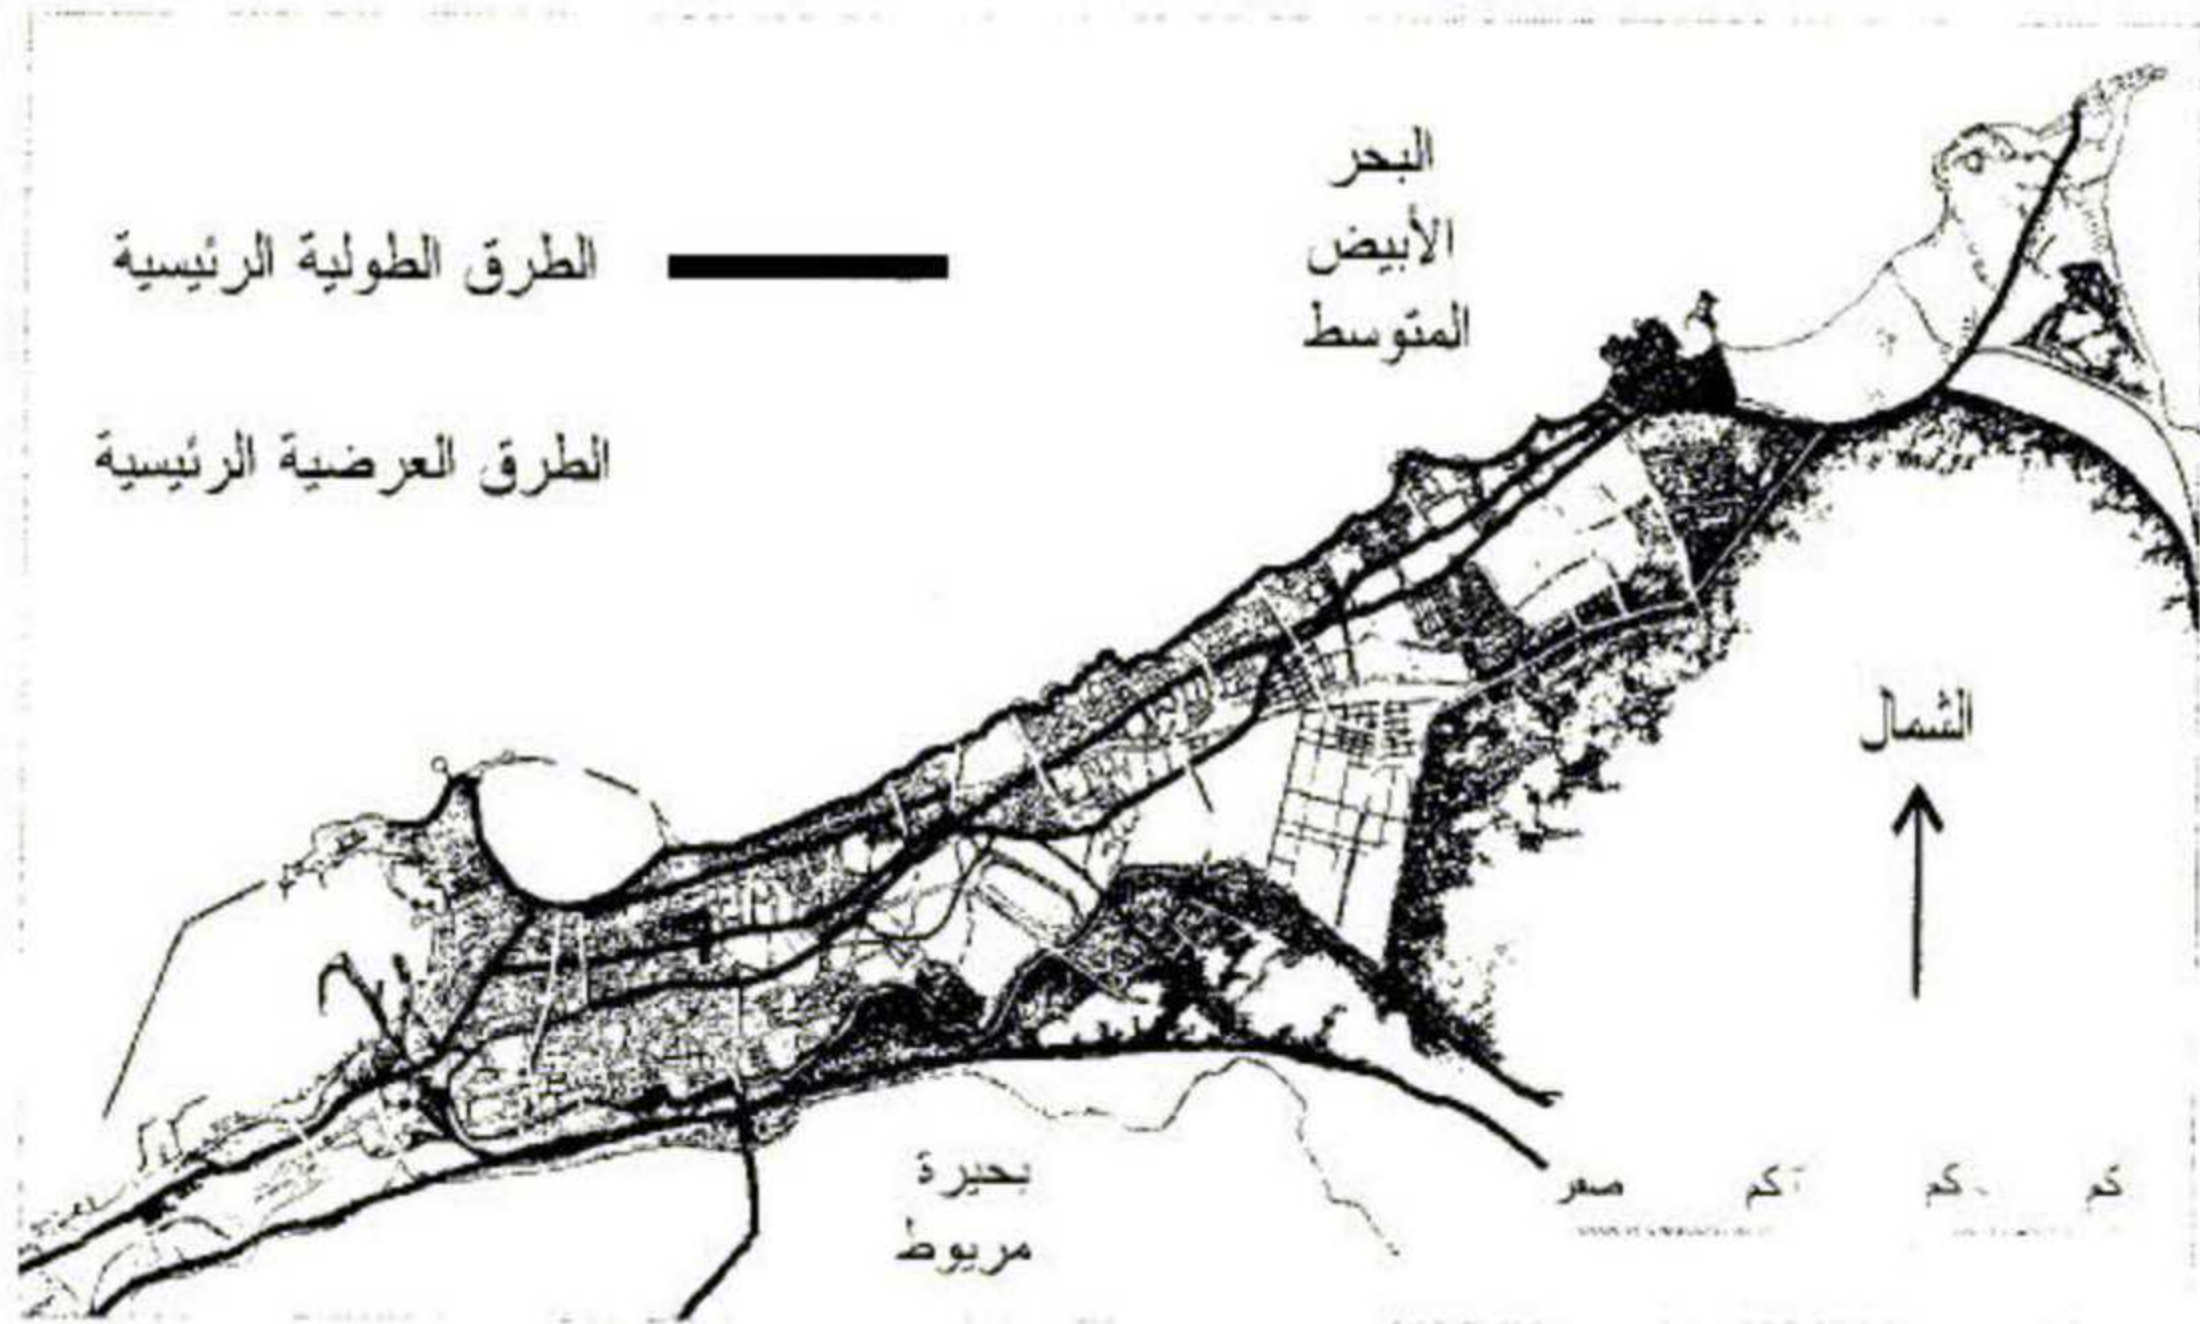 البحر
الأبيض
المتوسط
الطرق الطولية الرئيسية
الطرق العرضية الرئيسية
الشمال
بحيرة
مريوط
صفر
كم
كم
كم